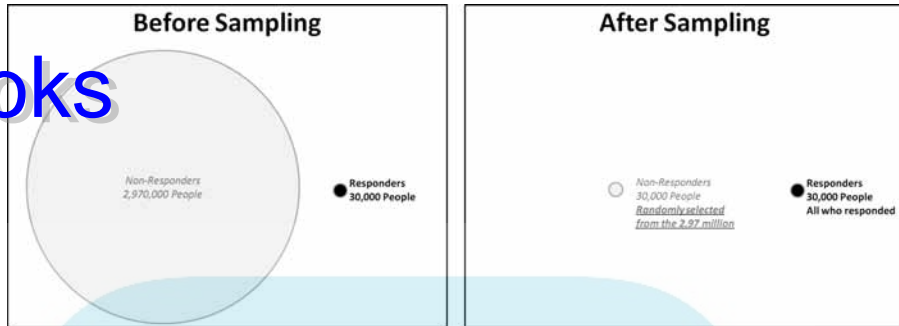 Before Sampling
oks
Non-Responders
2,970,000 People
Responders
30,000 People
After Sampling
Non-Responders
30,000 People
Randomly selected
from the 2.97 million
Responders
30,000 People
All who responded